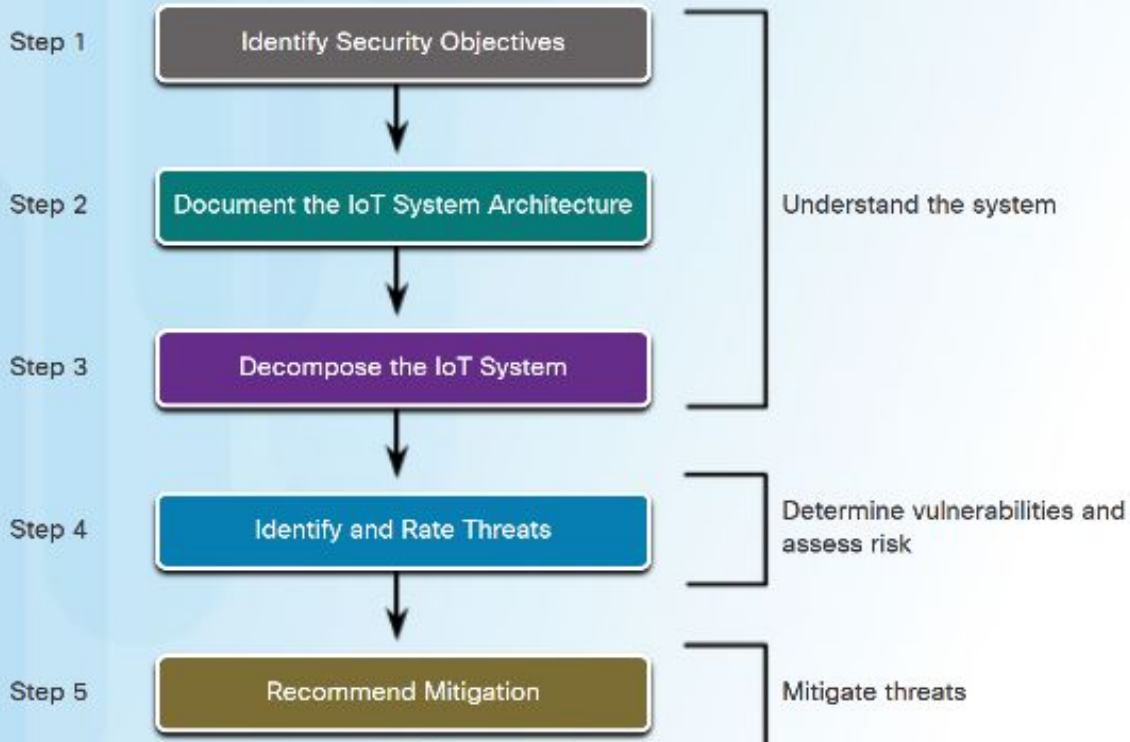 Step 1
Identify Security Objectives
Step 2
Document the IoT System Architecture
Understand the system
Step 3
Decompose the IoT System
Step 4
Identify and Rate Threats
Determine vulnerabilities and
assess risk
Step 5
Recommend Mitigation
Mitigate threats